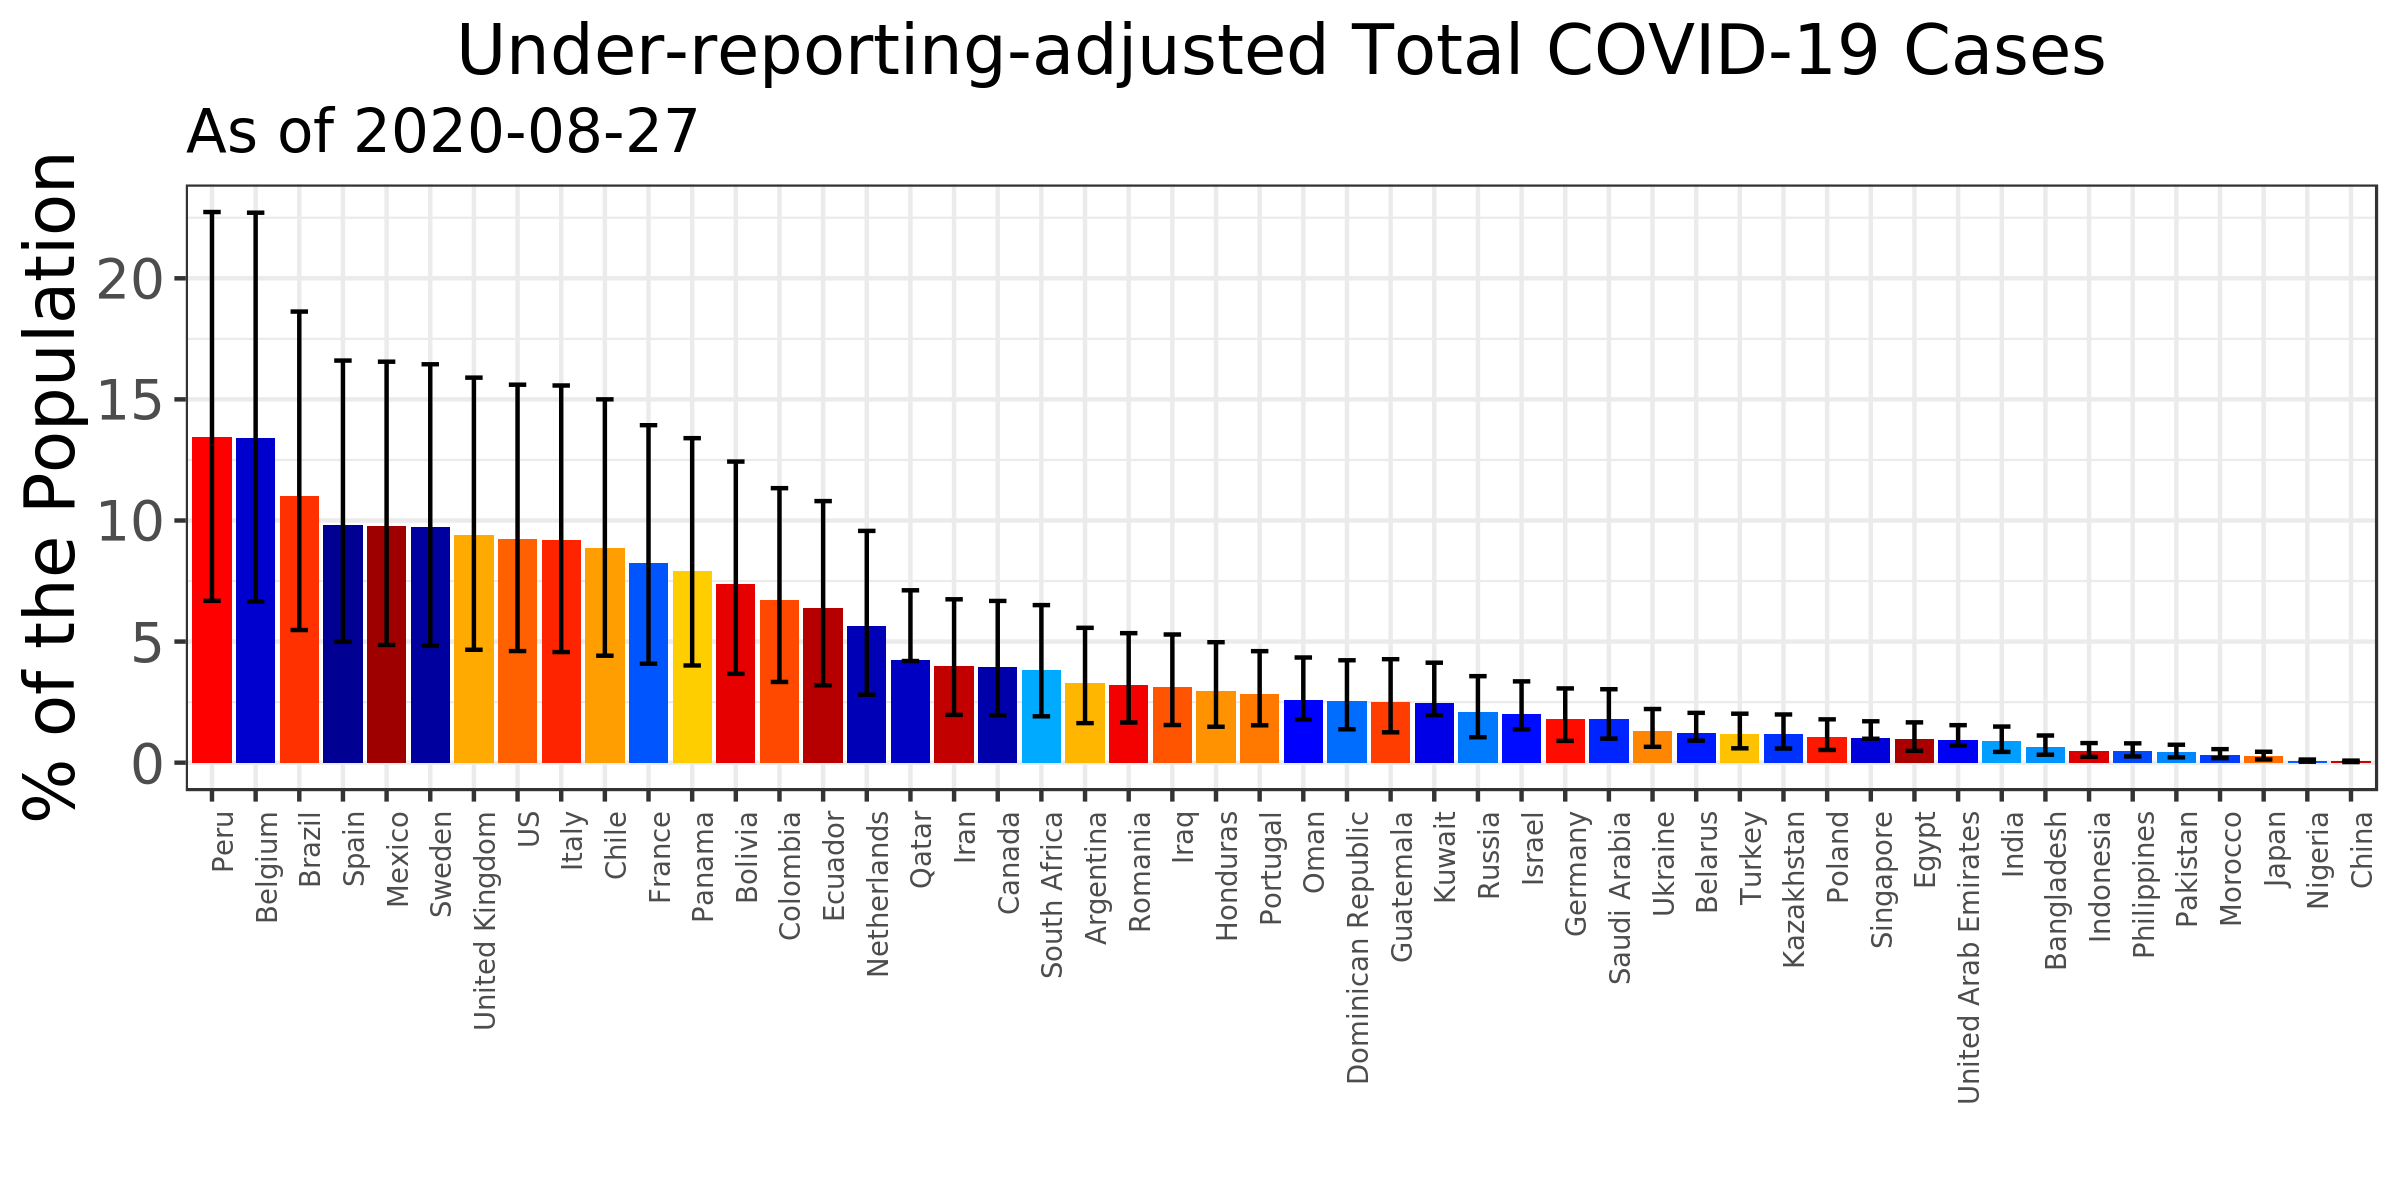 Under-reporting-adjusted Total COVID-19 Cases
As of 2020-08-27
% of the Population
20
15
10
5
0
Peru
Belgium
Brazil
Spain
Mexico
Sweden
United Kingdom
US
Italy
Chile
France
Panama
Bolivia
Colombia
Ecuador
Netherlands
Qatar
Iran
Canada
South Africa
Argentina
Romania
Iraq
Honduras
Portugal
Oman
Dominican Republic
Guatemala
Kuwait
Russia
Israel
Germany
Saudi Arabia
Ukraine
Belarus
Turkey
Kazakhstan
Poland
Singapore
Egypt
United Arab Emirates
India
Bangladesh
Indonesia
Philippines
Pakistan
Morocco
Japan
Nigeria
China